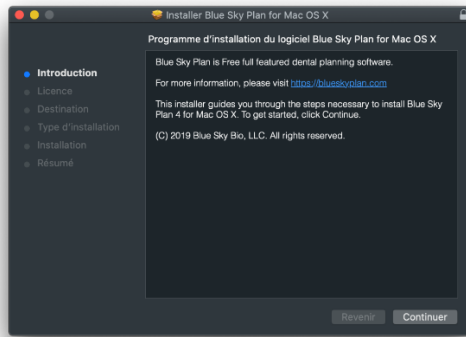 Installer Blue Sky Plan for Mac OS X
Programme d'installation du logiciel Blue Sky Plan for Mac OS X
Introduction
Licence
Destination
Type d'installation
Installation
Résumé
Blue Sky Plan is Free full featured dental planning software.
For more information, please visit https://blueskyplan.com
This installer guides you through the steps necessary to install Blue Sky
Plan 4 for Mac OS X. To get started, click Continue.
(C) 2019 Blue Sky Bio, LLC. All rights reserved.
Revenir
Continuer